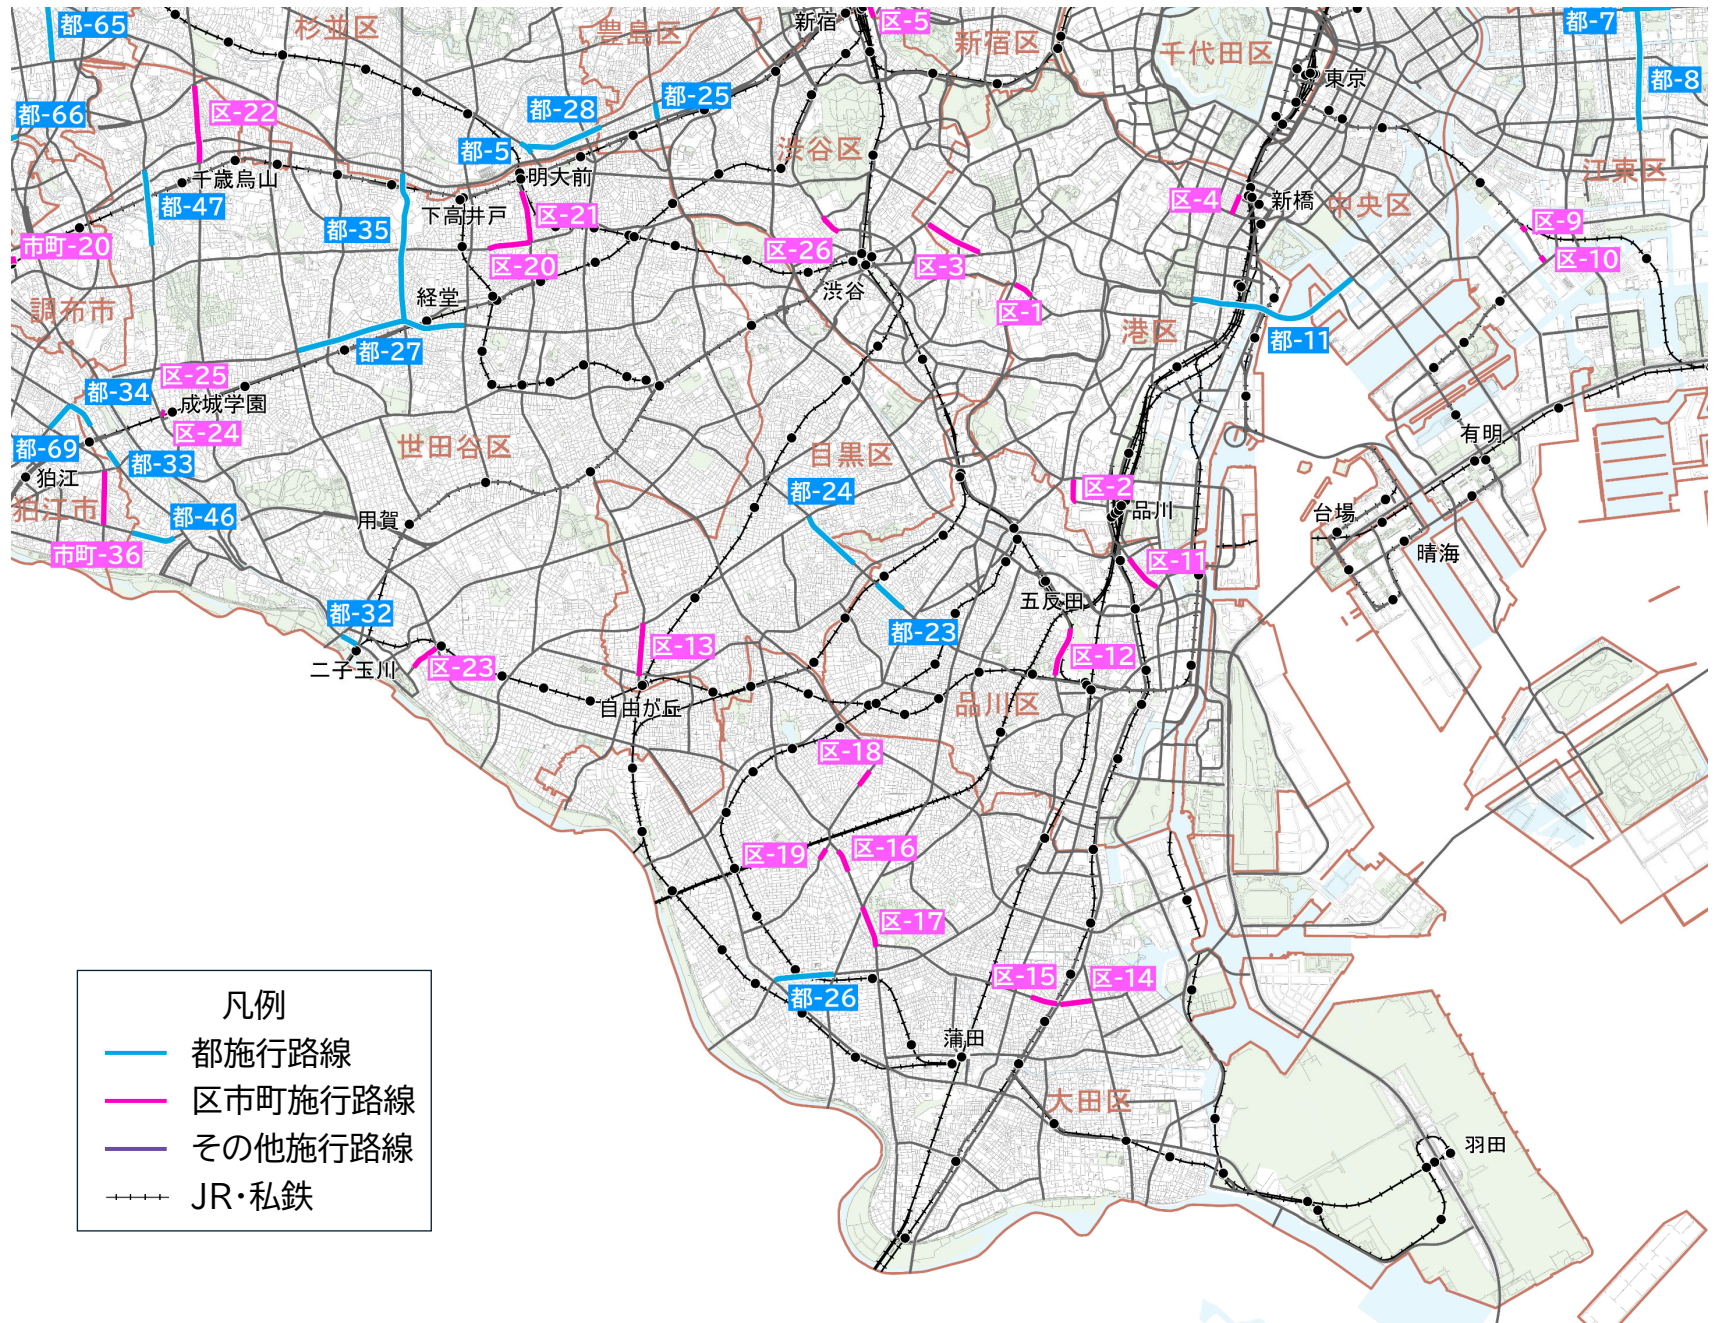 都-65
杉並区
豊島区
新宿
区-5
新宿区
千代田区
都-7
東京
都-8
都-66
区-22
都-28
都-25
都-5
渋谷区
江東区
千歳烏山
明大前
都-47
下高井戸
区-21
区-4
新橋
中央区
都-35
区-9
市町-20
区-20
区-26
区-3
区-10
渋谷
経堂
調布市
区-1
港区
都-11
都-27
区-25
都-34
成城学園
区-24
都-69
世田谷区
目黒区
有明
都-33
狛江
都-24
区-2
狛江市
都-46
用賀
品川
台場
市町-36
区-11
晴海
五反田
都-32
都-23
区-13
区-12
二子玉川
区-23
自由が丘
品川区
区-18
区-19
区-16
区-17
区-15
区-14
都-26
蒲田
大田区
羽田
凡例
都施行路線
区市町施行路線
その他施行路線
JR・私鉄